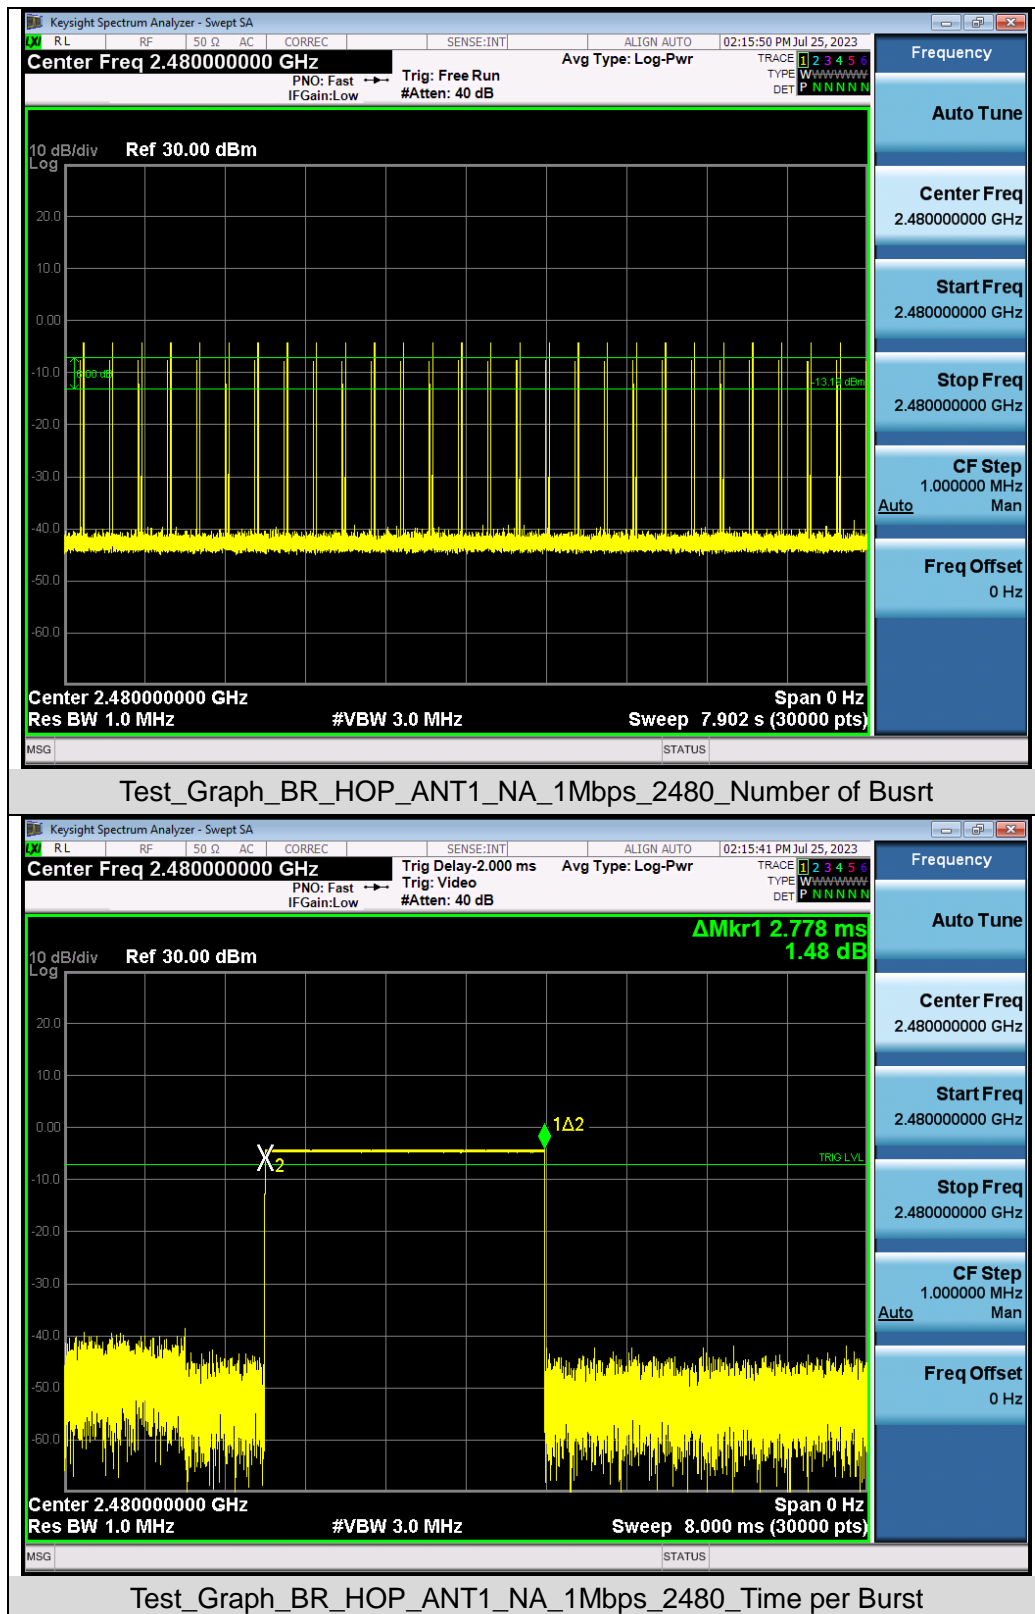 Keysight Spectrum Analyzer - Swept SA
LXI RL RF 50 Ω AC CORREC SENSE:INT ALIGN AUTO 02:15:50 PM Jul 25, 2023
Center Freq 2.480000000 GHz
PNO: Fast
IFGain:Low
Trig: Free Run
#Atten: 40 dB
Avg Type: Log-Pwr
TRACE 1 2 3 4 5 6
TYPE WWWWWW
DET P N N N N N
10 dB/div Ref 30.00 dBm
Log
20.0
10.0
0.00
-10.0
-20.0
-30.0
-40.0
-50.0
-60.0
6.00 dB
-13.12 dBm
Center 2.480000000 GHz Span 0 Hz
Res BW 1.0 MHz #VBW 3.0 MHz Sweep 7.902 s (30000 pts)
MSG STATUS
Frequency
Auto Tune
Center Freq
2.480000000 GHz
Start Freq
2.480000000 GHz
Stop Freq
2.480000000 GHz
CF Step
1.000000 MHz
Auto Man
Freq Offset
0 Hz
Test_Graph_BR_HOP_ANT1_NA_1Mbps_2480_Number of Busrt
Keysight Spectrum Analyzer - Swept SA
LXI RL RF 50 Ω AC CORREC SENSE:INT ALIGN AUTO 02:15:41 PM Jul 25, 2023
Center Freq 2.480000000 GHz
PNO: Fast
IFGain:Low
Trig Delay-2.000 ms
Trig: Video
#Atten: 40 dB
Avg Type: Log-Pwr
TRACE 1 2 3 4 5 6
TYPE WWWWWW
DET P N N N N N
ΔMkr1 2.778 ms
1.48 dB
10 dB/div Ref 30.00 dBm
Log
20.0
10.0
0.00
-10.0
-20.0
-30.0
-40.0
-50.0
-60.0
1Δ2
X2
TRIG LVL
Center 2.480000000 GHz Span 0 Hz
Res BW 1.0 MHz #VBW 3.0 MHz Sweep 8.000 ms (30000 pts)
MSG STATUS
Frequency
Auto Tune
Center Freq
2.480000000 GHz
Start Freq
2.480000000 GHz
Stop Freq
2.480000000 GHz
CF Step
1.000000 MHz
Auto Man
Freq Offset
0 Hz
Test_Graph_BR_HOP_ANT1_NA_1Mbps_2480_Time per Burst